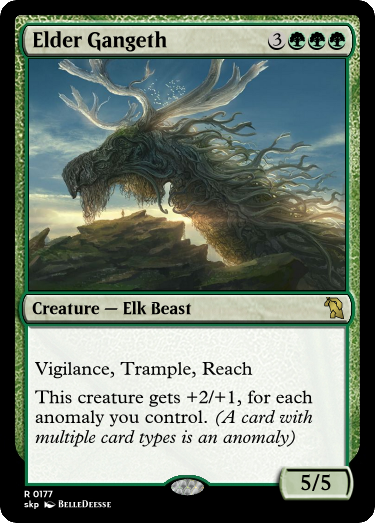 Elder Gangeth 3
Creature — Elk Beast
Vigilance, Trample, Reach
This creature gets +2/+1, for each
anomaly you control. (A card with
multiple card types is an anomaly)
5/5
R 0177
skp BelleDeesse